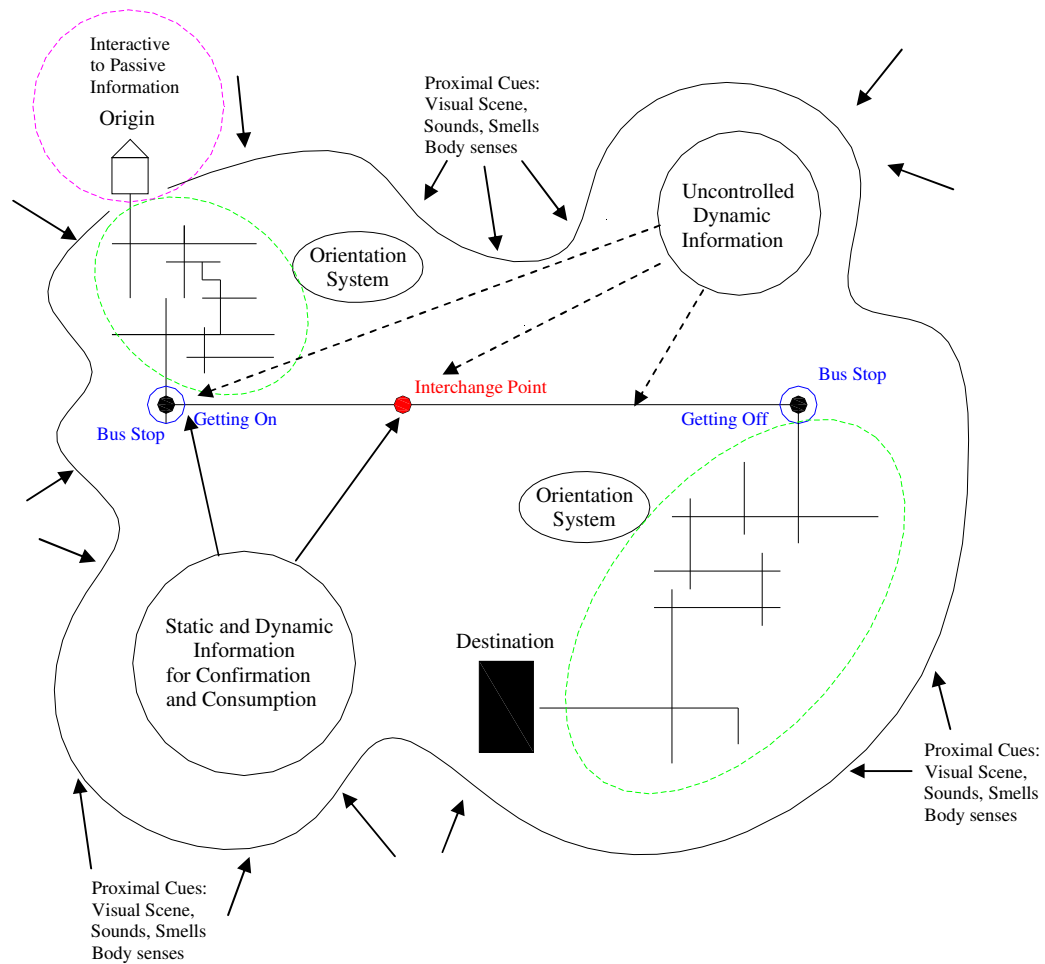 Interactive
to Passive
Information
Origin
Proximal Cues:
Visual Scene,
Sounds, Smells
Body senses
Uncontrolled
Dynamic
Information
Orientation
System
Interchange Point
Bus Stop
Getting On
Bus Stop
Getting Off
Orientation
System
Static and Dynamic
Information
for Confirmation
and Consumption
Destination
Proximal Cues:
Visual Scene,
Sounds, Smells
Body senses
Proximal Cues:
Visual Scene,
Sounds, Smells
Body senses